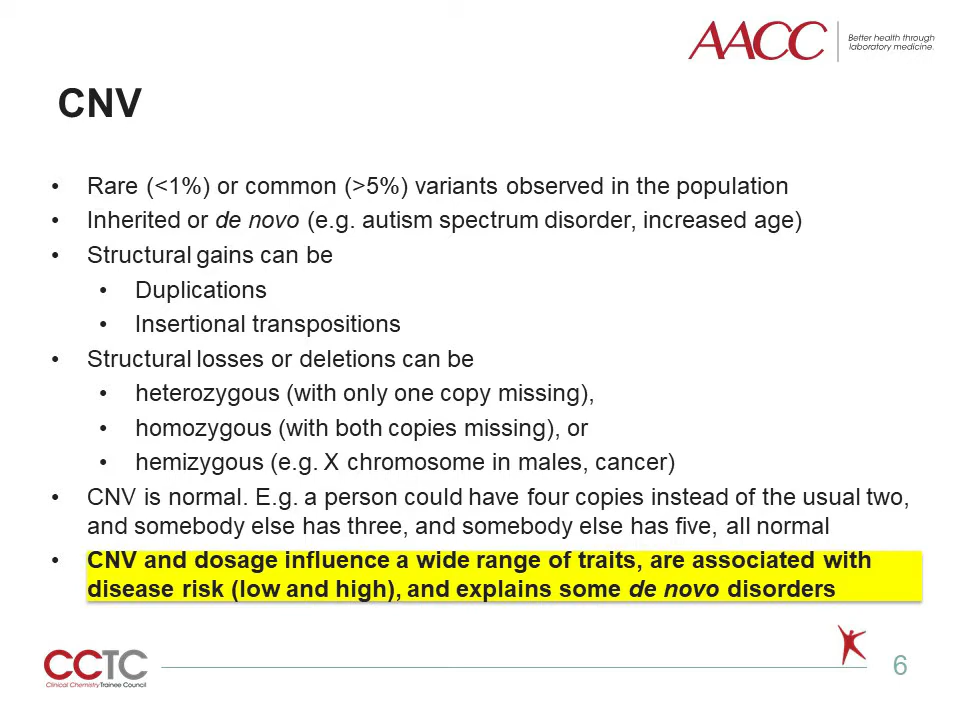 AACC
Better health through
laboratory medicine.
CNV
• Rare (<1%) or common (>5%) variants observed in the population
• Inherited or de novo (e.g. autism spectrum disorder, increased age)
• Structural gains can be
• Duplications
• Insertional transpositions
• Structural losses or deletions can be
• heterozygous (with only one copy missing),
• homozygous (with both copies missing), or
• hemizygous (e.g. X chromosome in males, cancer)
• CNV is normal. E.g. a person could have four copies instead of the usual two,
and somebody else has three, and somebody else has five, all normal
• CNV and dosage influence a wide range of traits, are associated with
disease risk (low and high), and explains some de novo disorders
CCTC
Clinical Chemistry Trainee Council
6